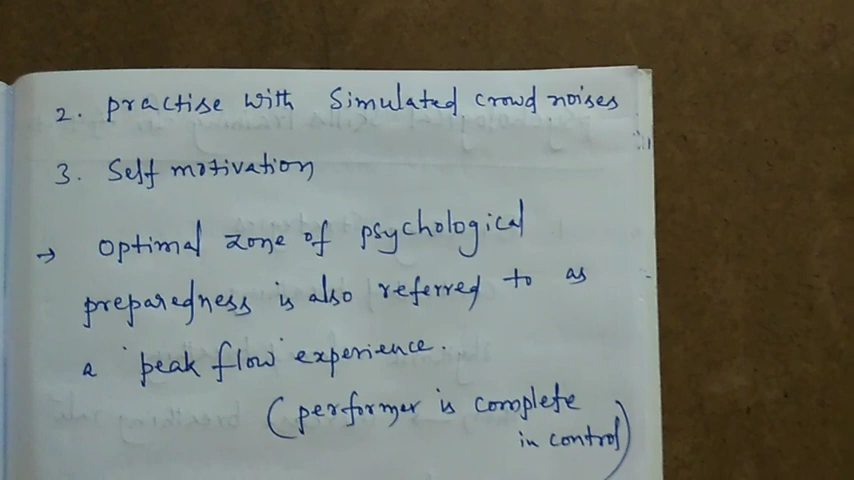 2. practise with Simulated crowd noises
3. Self motivation
→ optimal zone of psychological
preparedness is also referred to as
a 'peak flow' experience.
(performer is complete
in control)